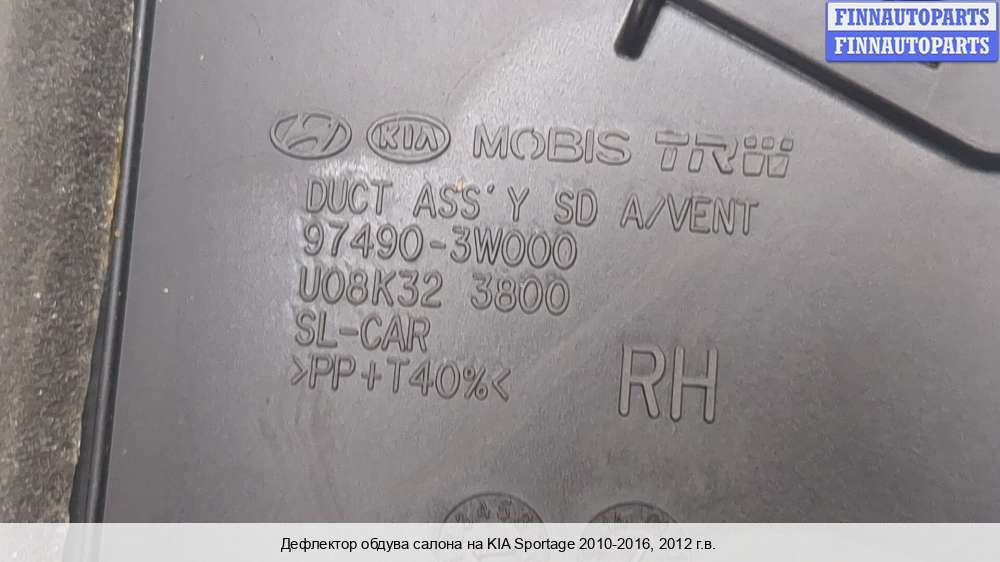 FINNAUTOPARTS
FINNAUTOPARTS
KIA MOBIS TRW
DUCT ASS'Y SD A/VENT
97490-3W000
U08K32 3800
SL-CAR
>PP+T40%<
RH
Дефлектор обдува салона на KIA Sportage 2010-2016, 2012 г.в.